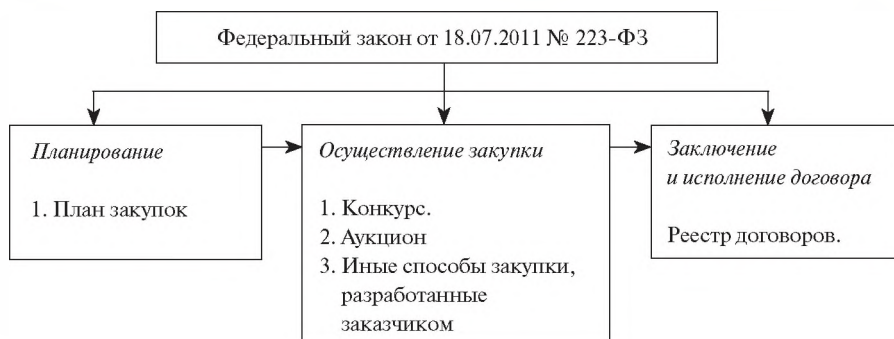 Федеральный закон от 18.07.2011 № 223-ФЗ
Планирование
1. План закупок
Осуществление закупки
1. Конкурс.
2. Аукцион
3. Иные способы закупки,
разработанные
заказчиком
Заключение
и исполнение договора
Реестр договоров.